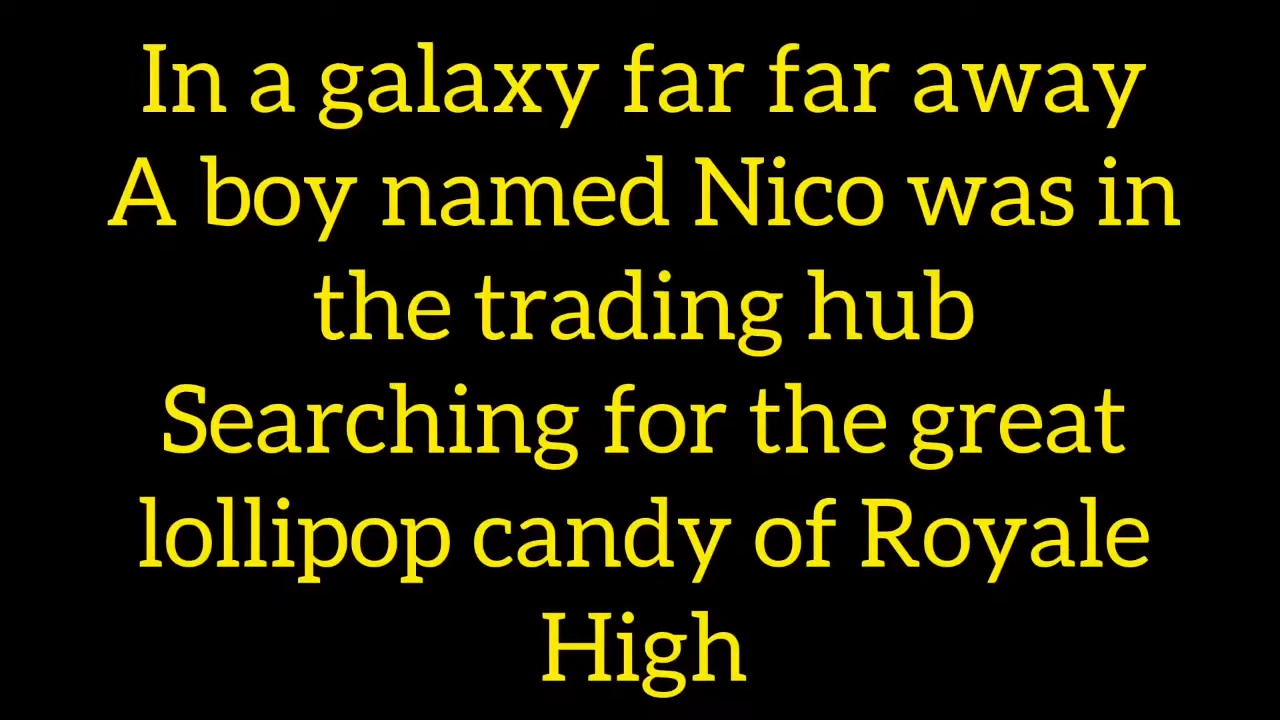 In a galaxy far far away
A boy named Nico was in
the trading hub
Searching for the great
lollipop candy of Royale
High